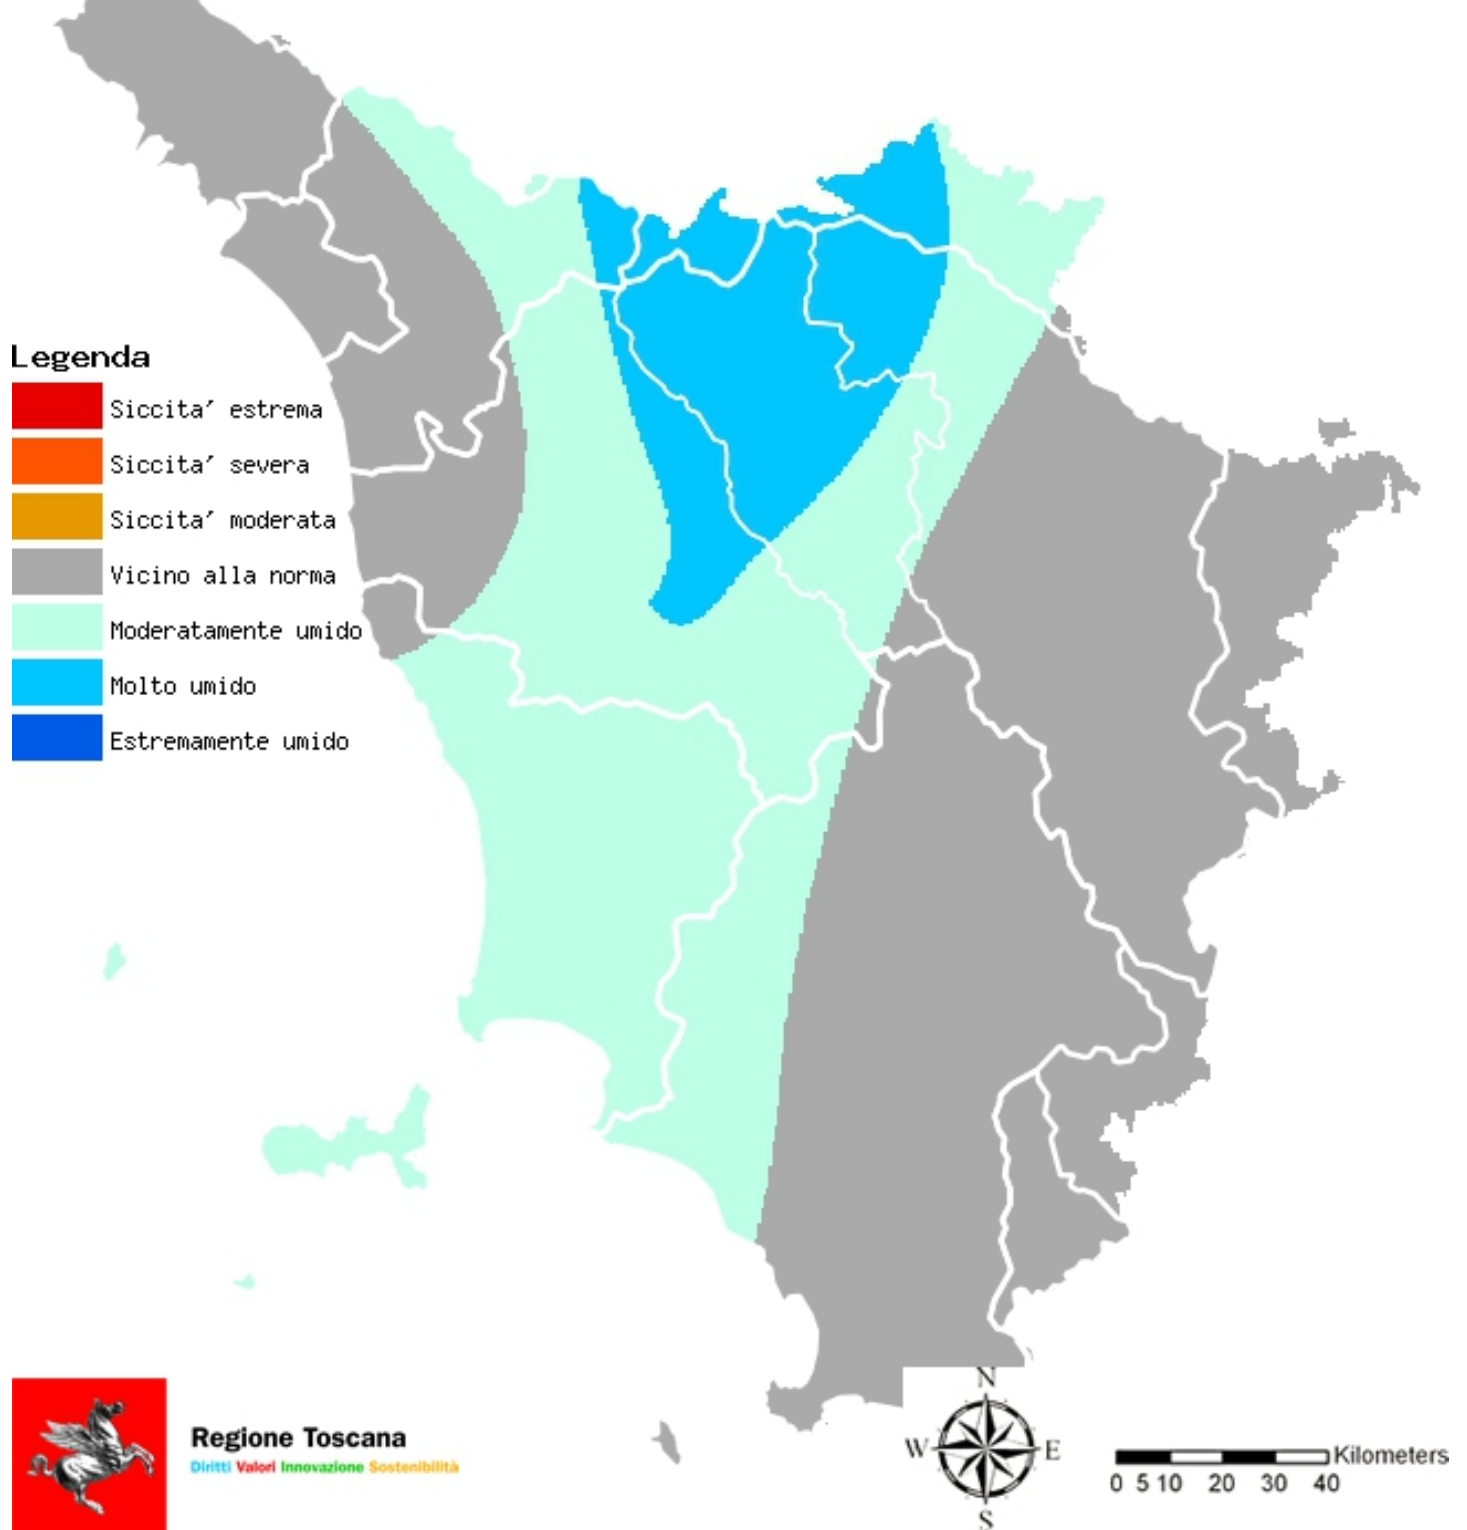 Legenda
Siccita' estrema
Siccita' severa
Siccita' moderata
Vicino alla norma
Moderatamente umido
Molto umido
Estremamente umido
Regione Toscana
Diritti Valori Innovazione Sostenibilità
N
W E
S
Kilometers
0 5 10 20 30 40